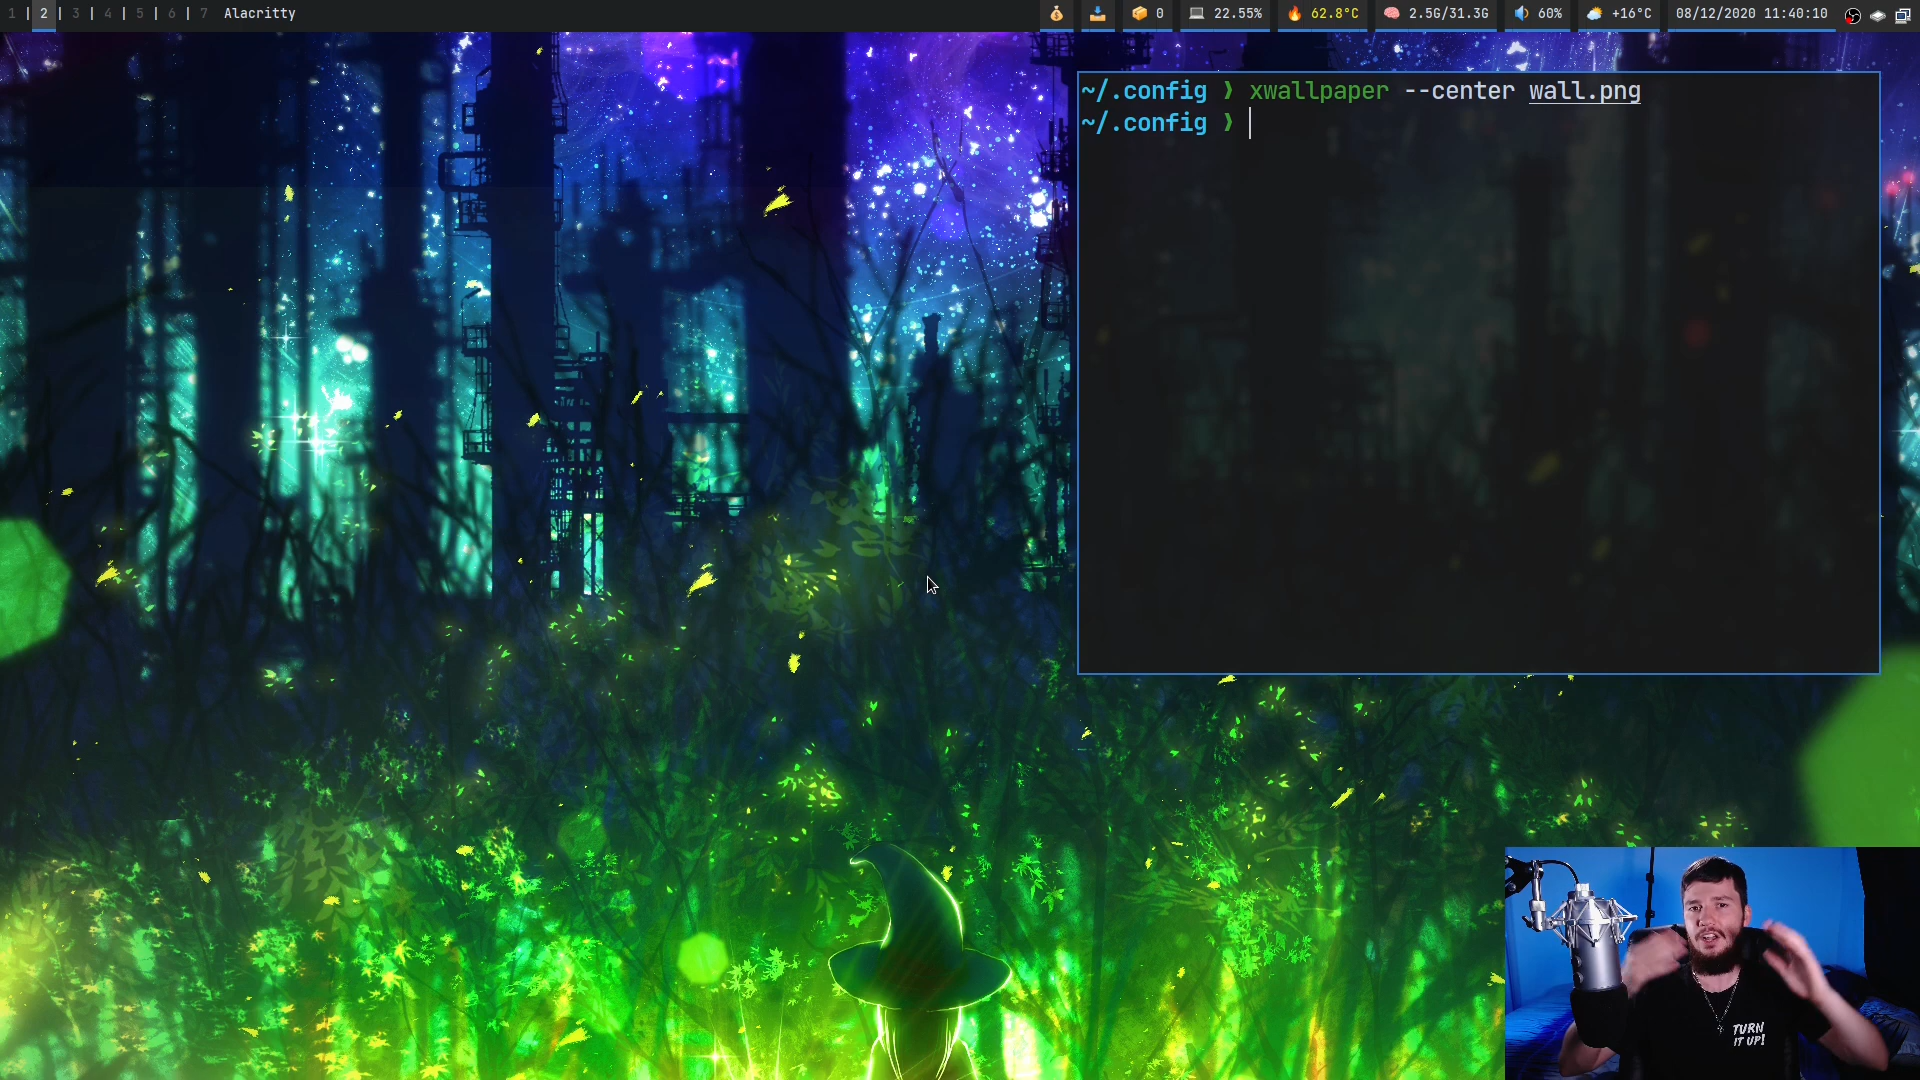 1 | 2 | 3 | 4 | 5 | 6 | 7 Alacritty
0 22.55% 62.8°C 2.5G/31.3G 60% +16°C 08/12/2020 11:40:10
~/.config ❯ xwallpaper --center wall.png
~/.config ❯
TURN
IT UP!